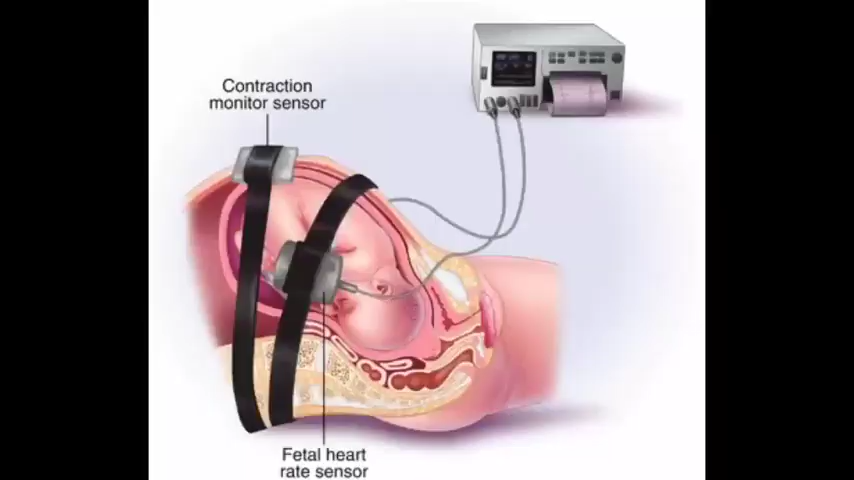 Contraction
monitor sensor
Fetal heart
rate sensor